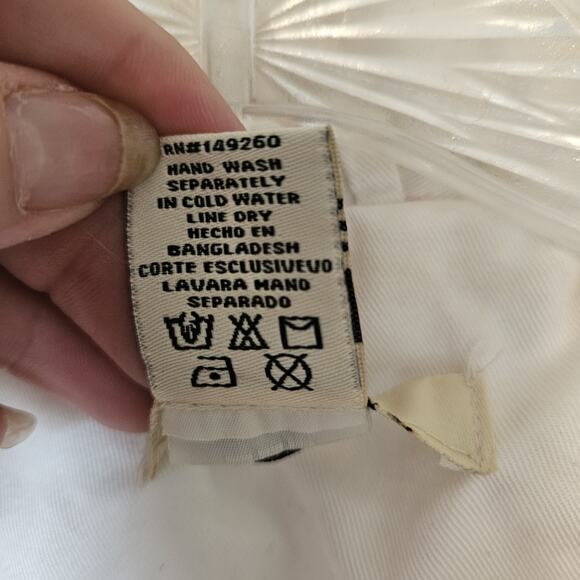 RN#149260
HAND WASH
SEPARATELY
IN COLD WATER
LINE DRY
HECHO EN
BANGLADESH
CORTE ESCLUSIVEVO
LAVARA MANO
SEPARADO